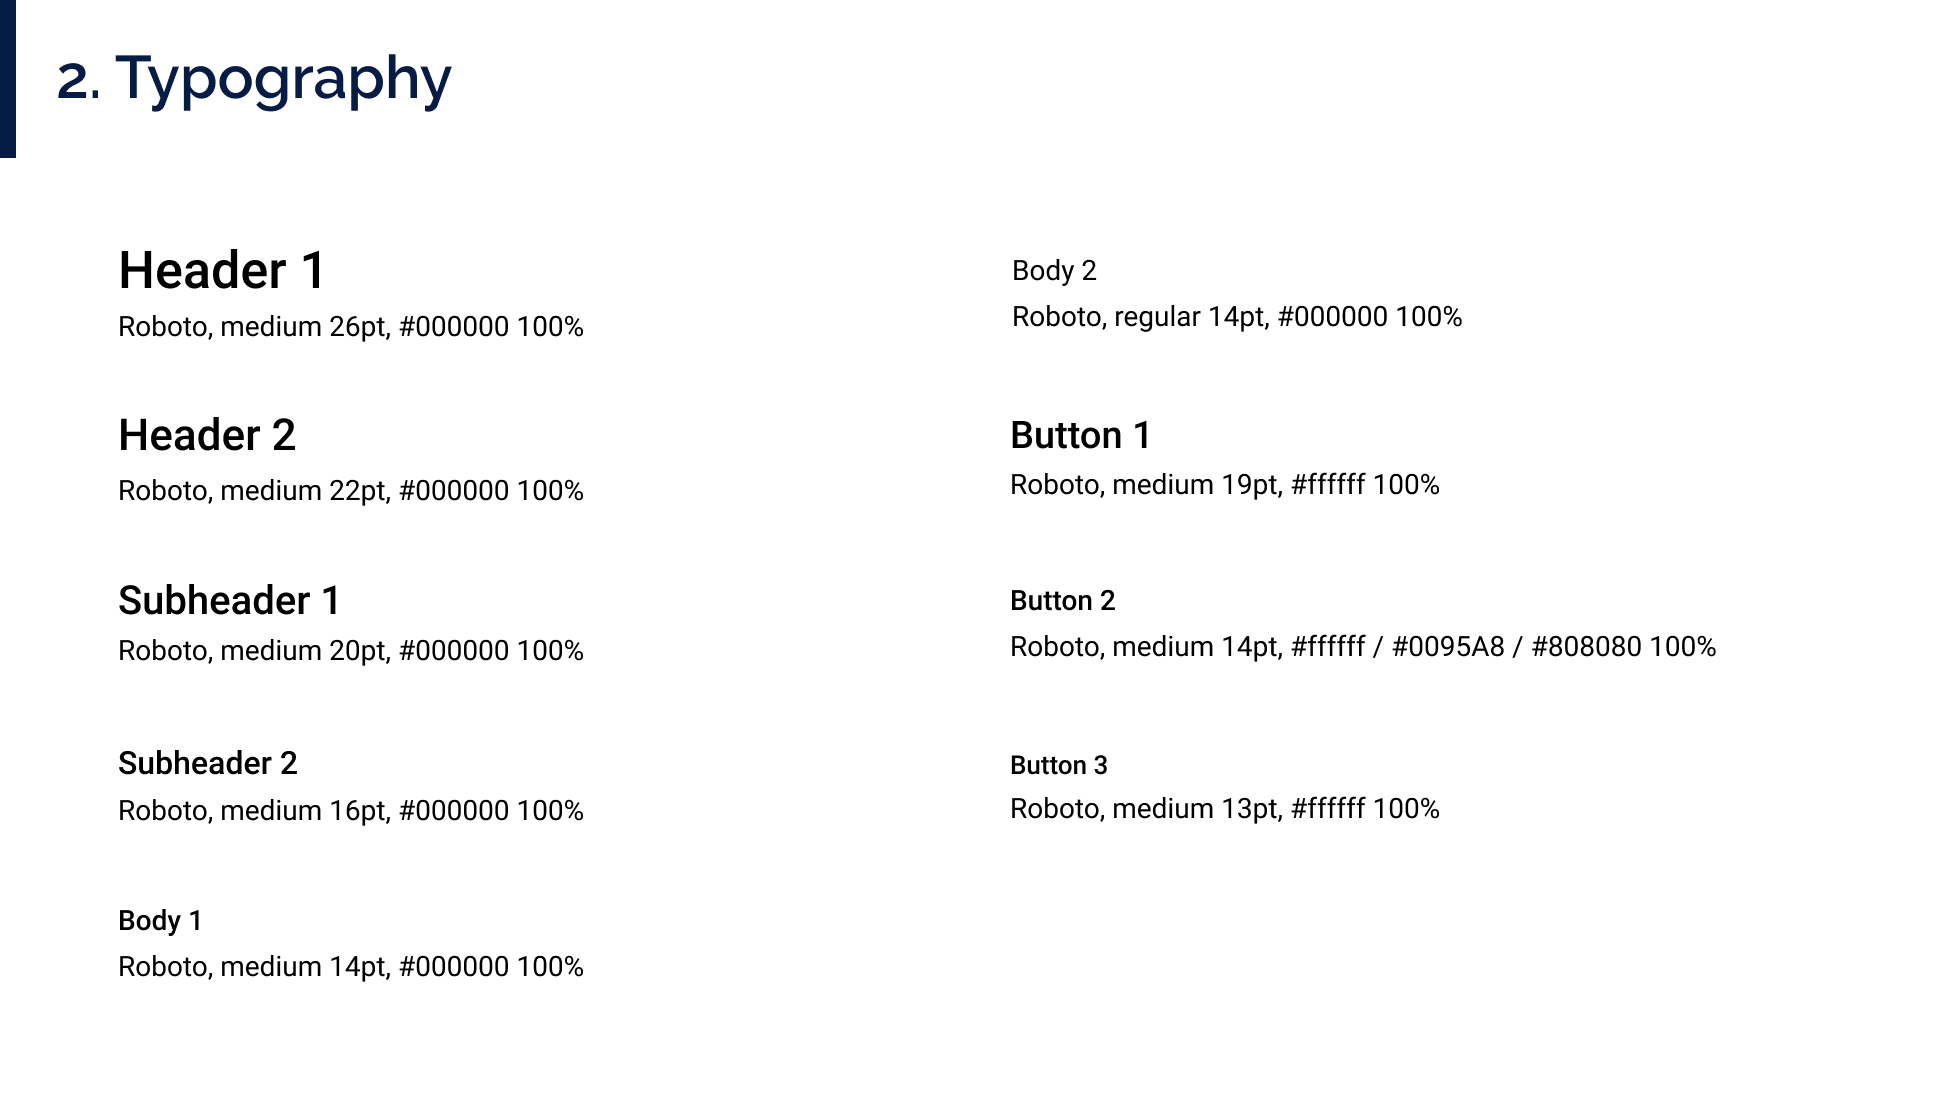 2. Typography
Header 1
Roboto, medium 26pt, #000000 100%
Header 2
Roboto, medium 22pt, #000000 100%
Subheader 1
Roboto, medium 20pt, #000000 100%
Subheader 2
Roboto, medium 16pt, #000000 100%
Body 1
Roboto, medium 14pt, #000000 100%
Body 2
Roboto, regular 14pt, #000000 100%
Button 1
Roboto, medium 19pt, #ffffff 100%
Button 2
Roboto, medium 14pt, #ffffff / #0095A8 / #808080 100%
Button 3
Roboto, medium 13pt, #ffffff 100%